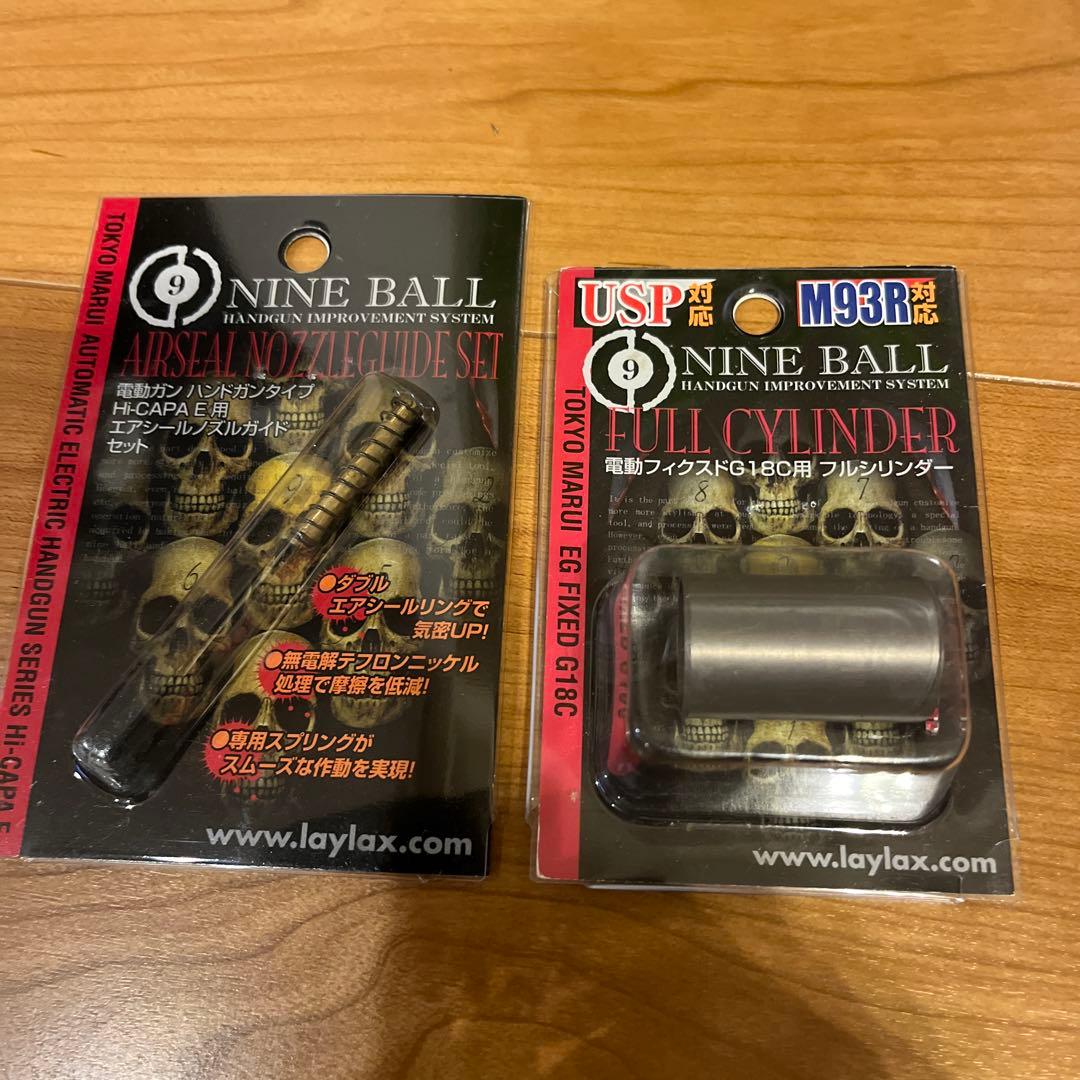 TOKYO MARUI AUTOMATIC ELECTRIC HANDGUN SERIES Hi-CAPA E
9
NINE BALL
HANDGUN IMPROVEMENT SYSTEM
AIRSEAL NOZZLEGUIDE SET
電動ガン ハンドガンタイプ
Hi-CAPA E 用
エアシールノズルガイド
セット
6
●ダブル
エアシールリングで
気密UP!
●無電解テフロンニッケル
処理で摩擦を低減!
●専用スプリングが
スムーズな作動を実現!
www.laylax.com
USP対応
M93R対応
9
NINE BALL
HANDGUN IMPROVEMENT SYSTEM
TOKYO MARUI EG FIXED G18C
FULL CYLINDER
電動フィクスドG18C用 フルシリンダー
8
7
www.laylax.com